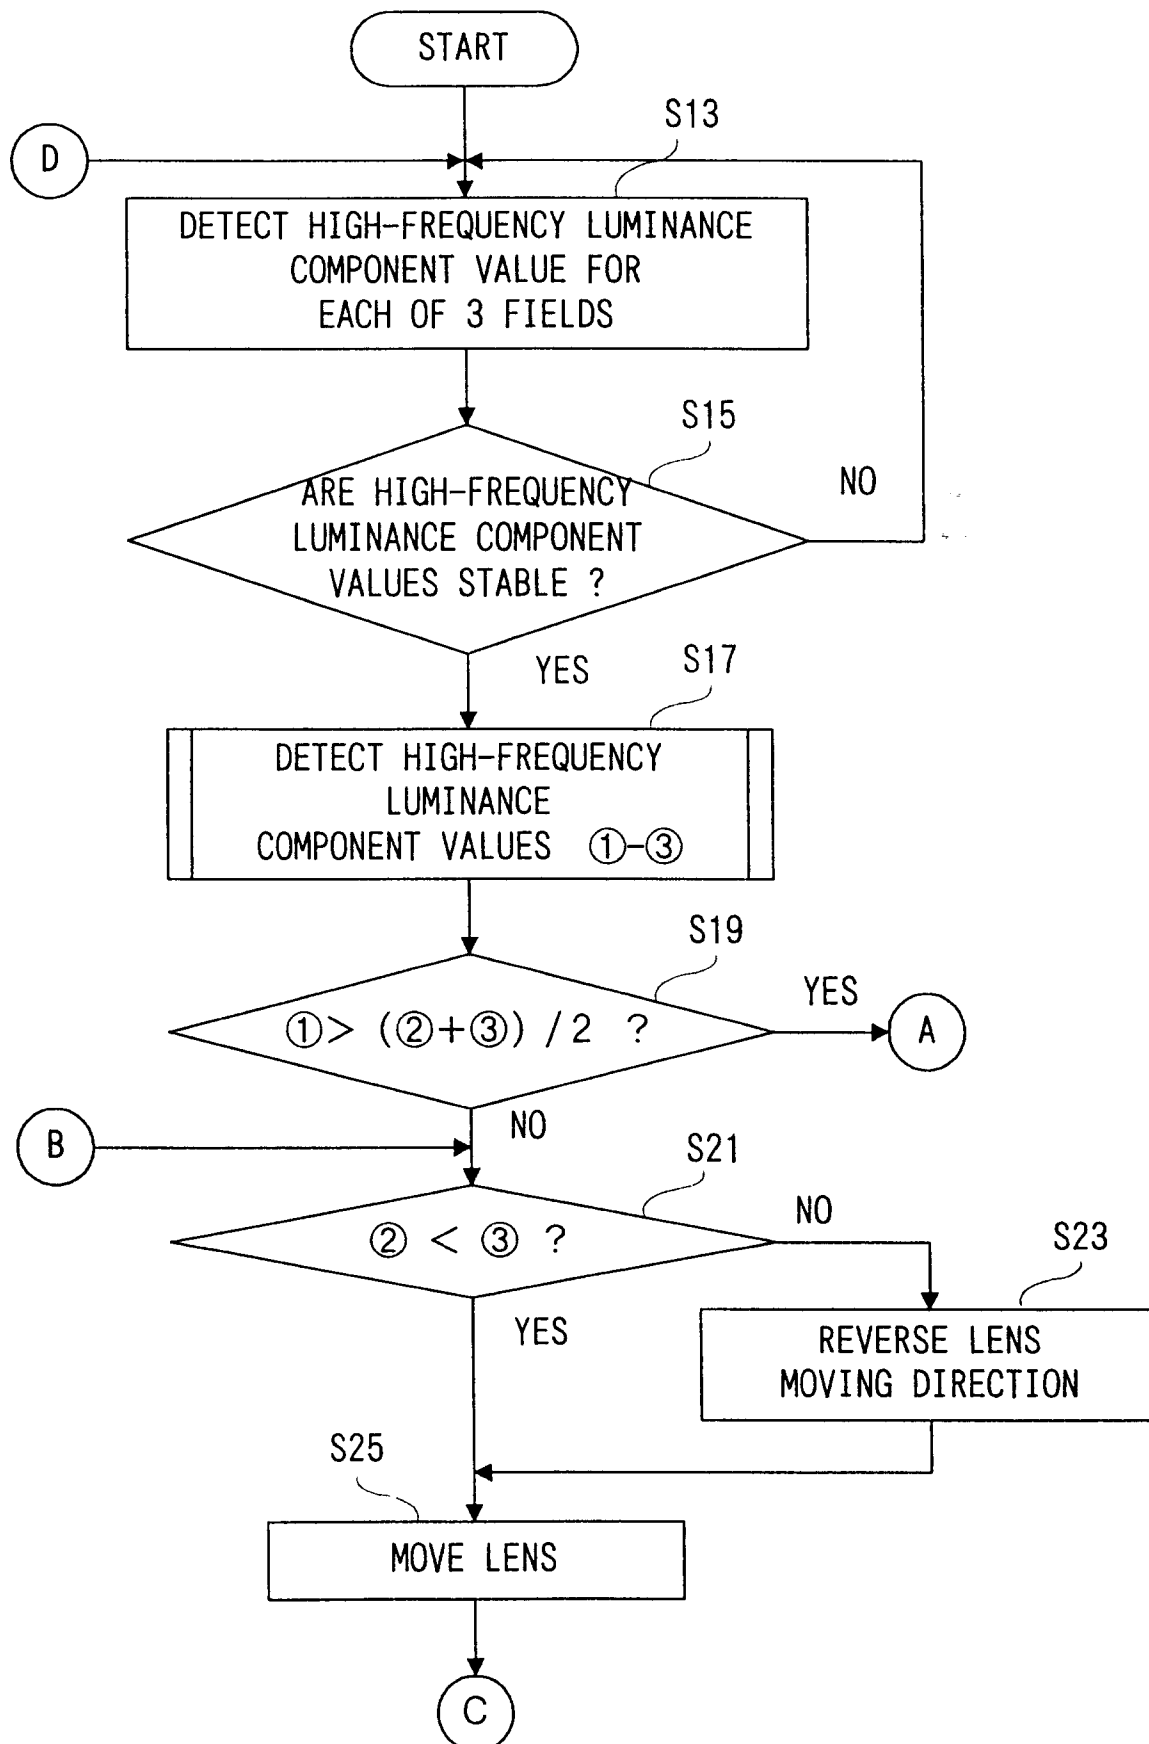 START
S13
D
DETECT HIGH-FREQUENCY LUMINANCE
COMPONENT VALUE FOR
EACH OF 3 FIELDS
S15
NO
ARE HIGH-FREQUENCY
LUMINANCE COMPONENT
VALUES STABLE ?
YES
S17
DETECT HIGH-FREQUENCY
LUMINANCE
COMPONENT VALUES ①-③
S19
YES
①> (②+③) /2 ?
A
NO
B
S21
NO
② < ③ ?
S23
YES
REVERSE LENS
MOVING DIRECTION
S25
MOVE LENS
C